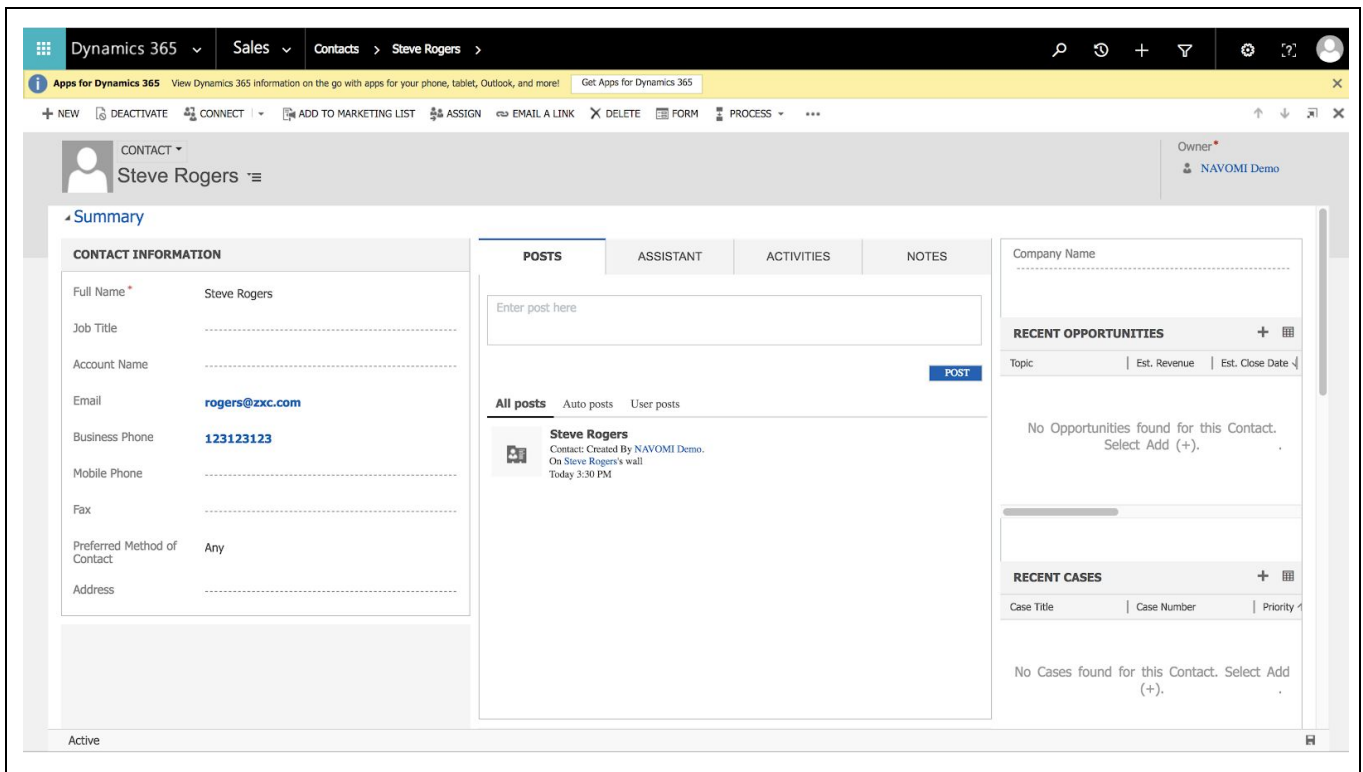 Dynamics 365 Sales Contacts > Steve Rogers >
Apps for Dynamics 365 View Dynamics 365 information on the go with apps for your phone, tablet, Outlook, and more! Get Apps for Dynamics 365
+ NEW DEACTIVATE CONNECT ADD TO MARKETING LIST ASSIGN EMAIL A LINK DELETE FORM PROCESS ...
CONTACT
Steve Rogers
Owner*
NAVOMI Demo
Summary
CONTACT INFORMATION
Full Name* Steve Rogers
Job Title
Account Name
Email rogers@zxc.com
Business Phone 123123123
Mobile Phone
Fax
Preferred Method of
Contact
Any
Address
POSTS ASSISTANT ACTIVITIES NOTES
Enter post here
POST
All posts Auto posts User posts
Steve Rogers
Contact: Created By NAVOMI Demo.
On Steve Rogers's wall
Today 3:30 PM
Company Name
RECENT OPPORTUNITIES
Topic Est. Revenue Est. Close Date
No Opportunities found for this Contact.
Select Add (+). .
RECENT CASES
Case Title Case Number Priority
No Cases found for this Contact. Select Add
(+). .
Active